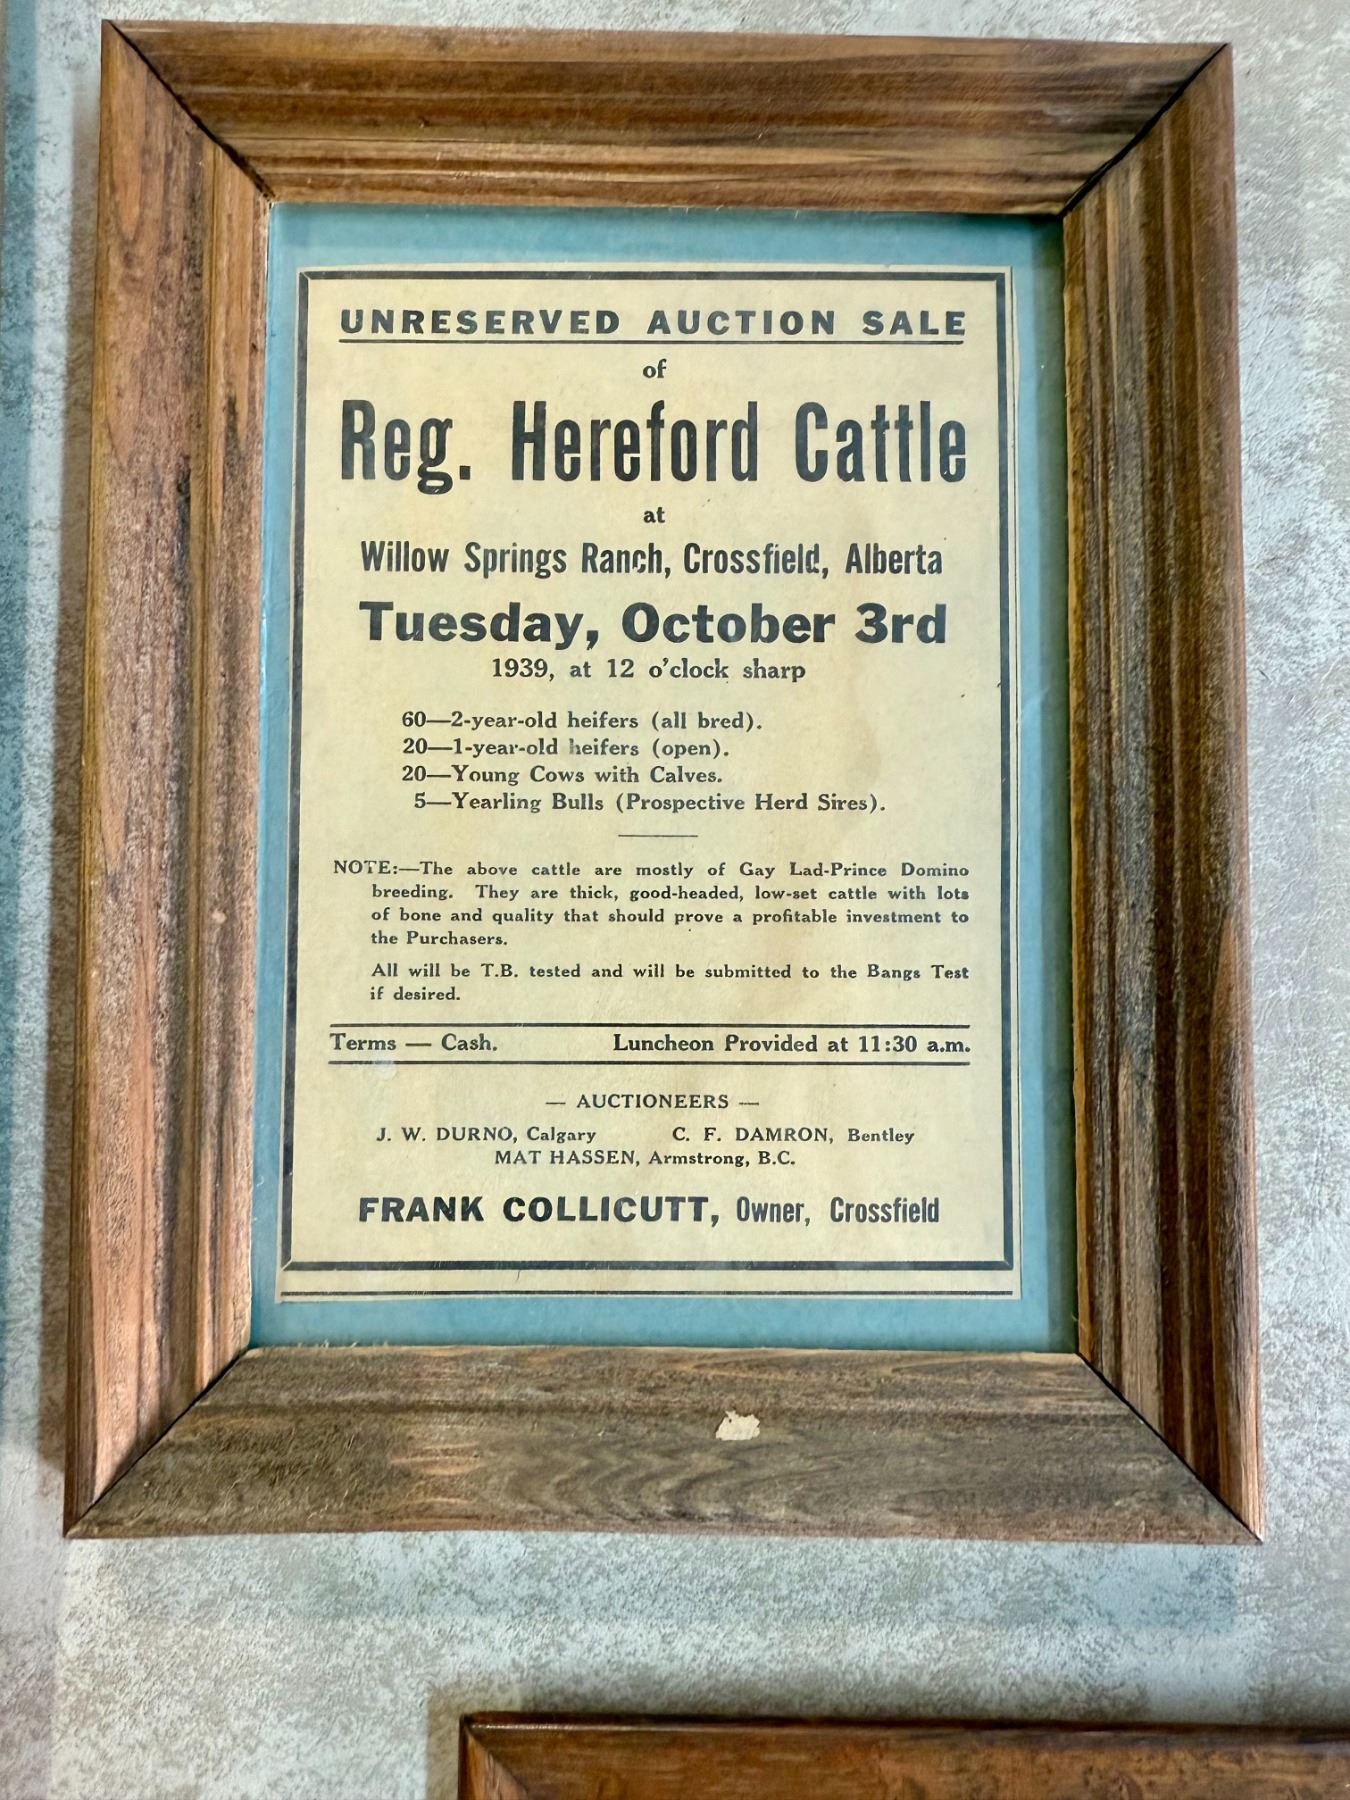 UNRESERVED AUCTION SALE
of
Reg. Hereford Cattle
at
Willow Springs Ranch, Crossfield, Alberta
Tuesday, October 3rd
1939, at 12 o'clock sharp
60—2-year-old heifers (all bred).
20—1-year-old heifers (open).
20—Young Cows with Calves.
5—Yearling Bulls (Prospective Herd Sires).
NOTE:—The above cattle are mostly of Gay Lad-Prince Domino
breeding. They are thick, good-headed, low-set cattle with lots
of bone and quality that should prove a profitable investment to
the Purchasers.
All will be T.B. tested and will be submitted to the Bangs Test
if desired.
Terms — Cash. Luncheon Provided at 11:30 a.m.
— AUCTIONEERS —
J. W. DURNO, Calgary C. F. DAMRON, Bentley
MAT HASSEN, Armstrong, B.C.
FRANK COLLICUTT, Owner, Crossfield